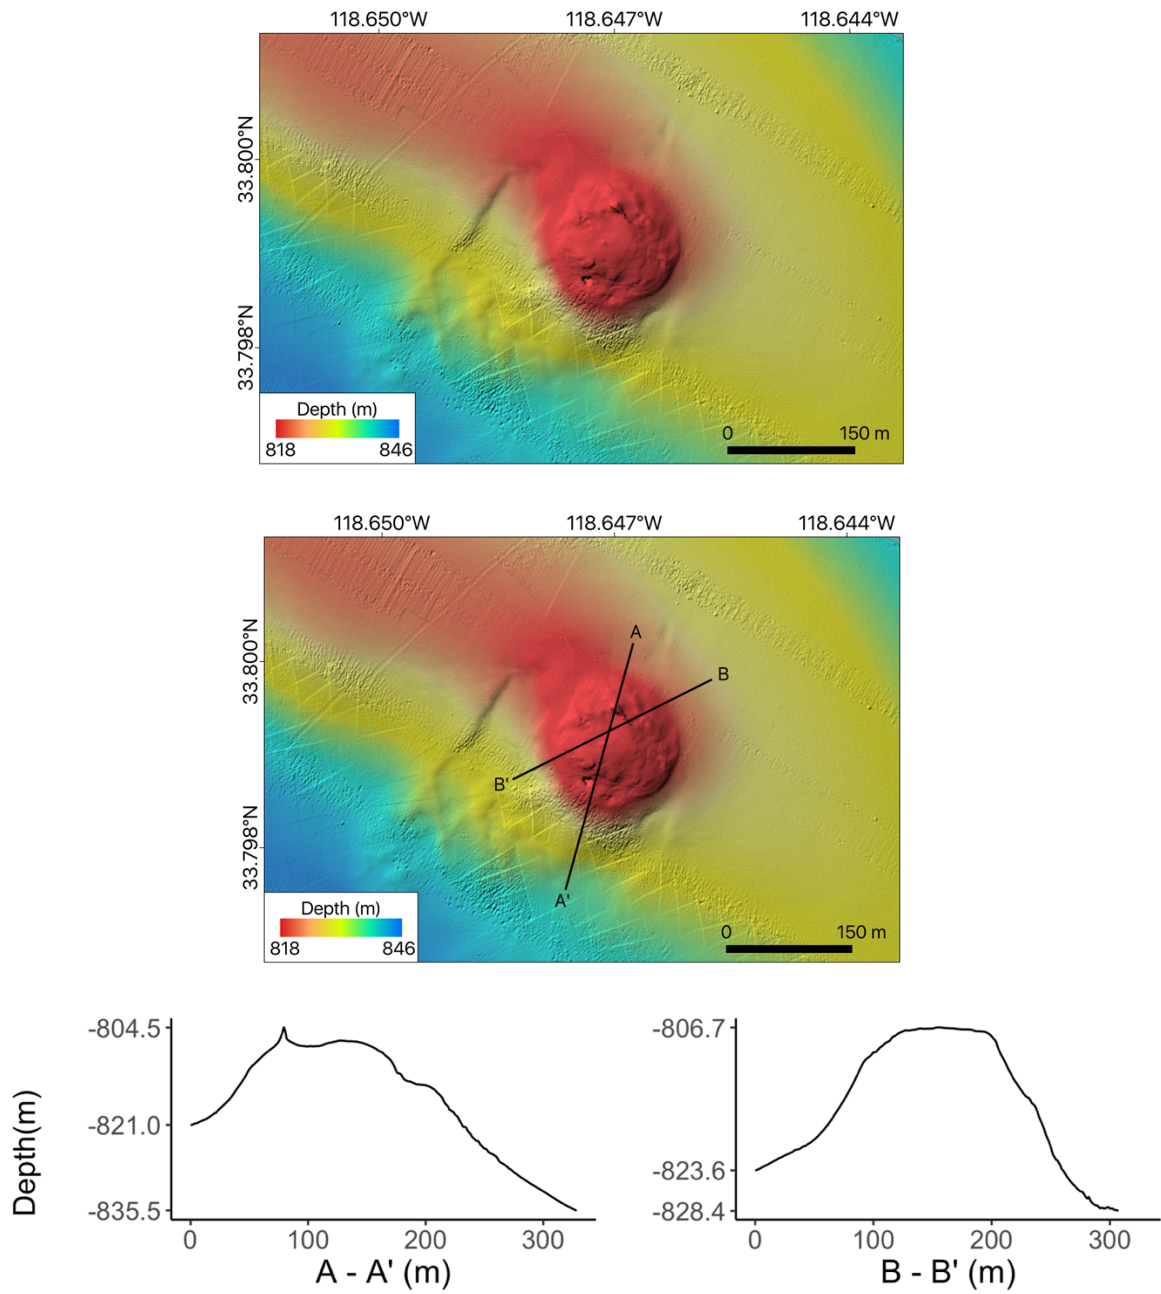 118.650°W 118.647°W 118.644°W
33.800°N
33.798°N
Depth (m)
818 846
0 150 m
118.650°W 118.647°W 118.644°W
A
B
33.800°N
B'
33.798°N
A'
Depth (m)
818 846
0 150 m
Depth(m)
-804.5
-821.0
-835.5
0 100 200 300
A - A' (m)
-806.7
-823.6
-828.4
0 100 200 300
B - B' (m)